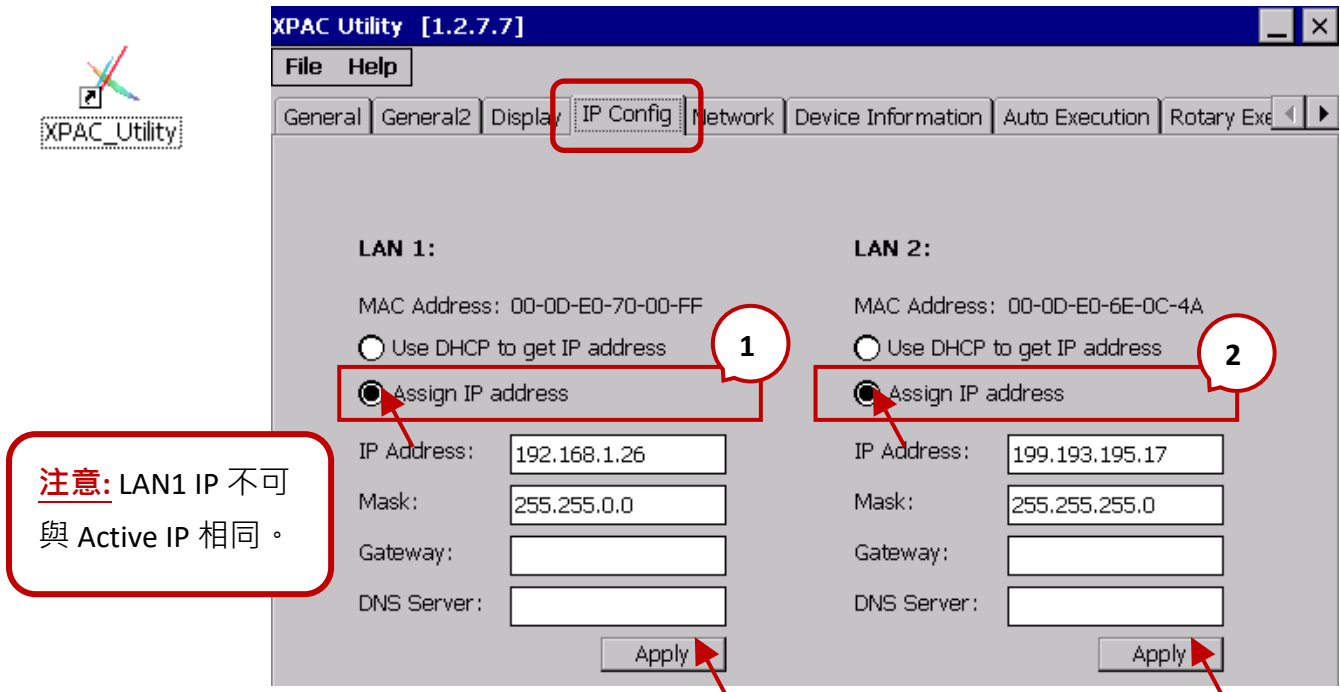 XPAC_Utility
XPAC Utility [1.2.7.7]
File Help
General General2 Display IP Config Network Device Information Auto Execution Rotary Exe
LAN 1:
MAC Address: 00-0D-E0-70-00-FF
Use DHCP to get IP address
1
Assign IP address
IP Address: 192.168.1.26
Mask: 255.255.0.0
Gateway:
DNS Server:
Apply
LAN 2:
MAC Address: 00-0D-E0-6E-0C-4A
Use DHCP to get IP address
2
Assign IP address
IP Address: 199.193.195.17
Mask: 255.255.255.0
Gateway:
DNS Server:
Apply
注意: LAN1 IP 不可
與 Active IP 相同。